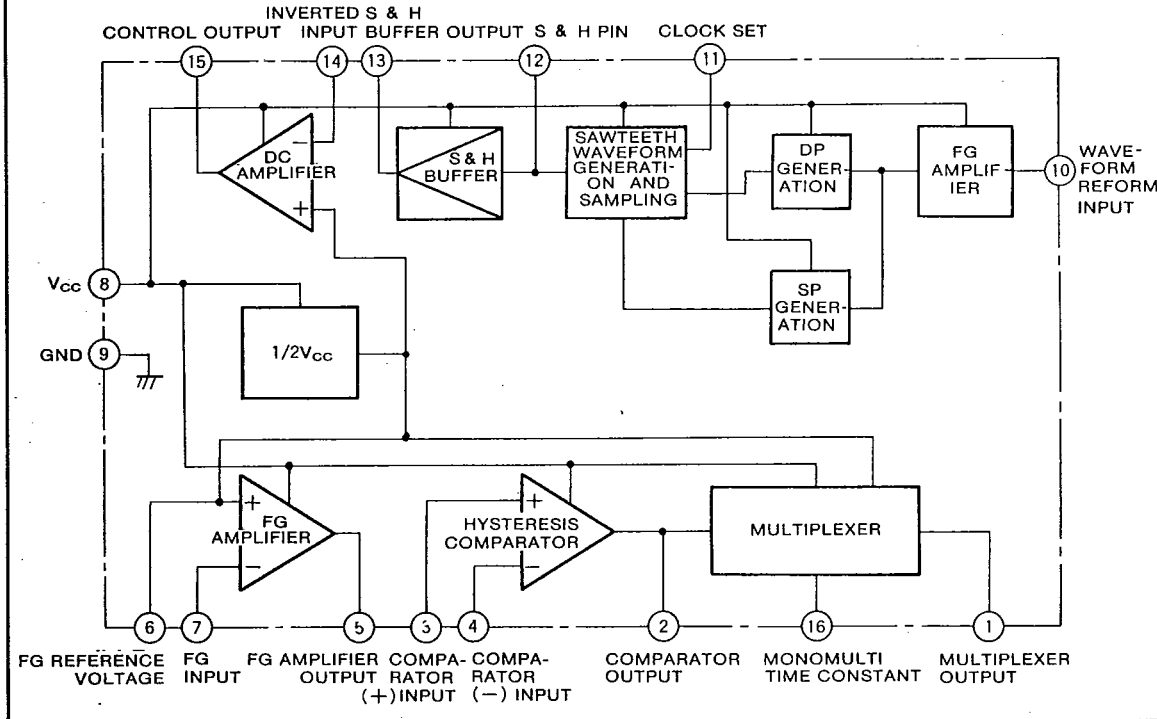 INVERTED S & H
CONTROL OUTPUT INPUT BUFFER OUTPUT S & H PIN CLOCK SET
15 14 13 12 11
−
DC
AMPLIFIER
+
S & H
BUFFER
SAWTEETH
WAVEFORM
GENERATI-
ON AND
SAMPLING
DP
GENER-
ATION
FG
AMPLIF
IER
10
WAVE-
FORM
REFORM
INPUT
SP
GENER-
ATION
VCC 8
GND 9
1/2VCC
+
FG
AMPLIFIER
−
+
HYSTERESIS
COMPARATOR
−
MULTIPLEXER
6 7 5 3 4 2 16 1
FG REFERENCE
VOLTAGE
FG
INPUT
FG AMPLIFIER
OUTPUT
COMPA-
RATOR
(+) INPUT
COMPA-
RATOR
(−) INPUT
COMPARATOR
OUTPUT
MONOMULTI
TIME CONSTANT
MULTIPLEXER
OUTPUT